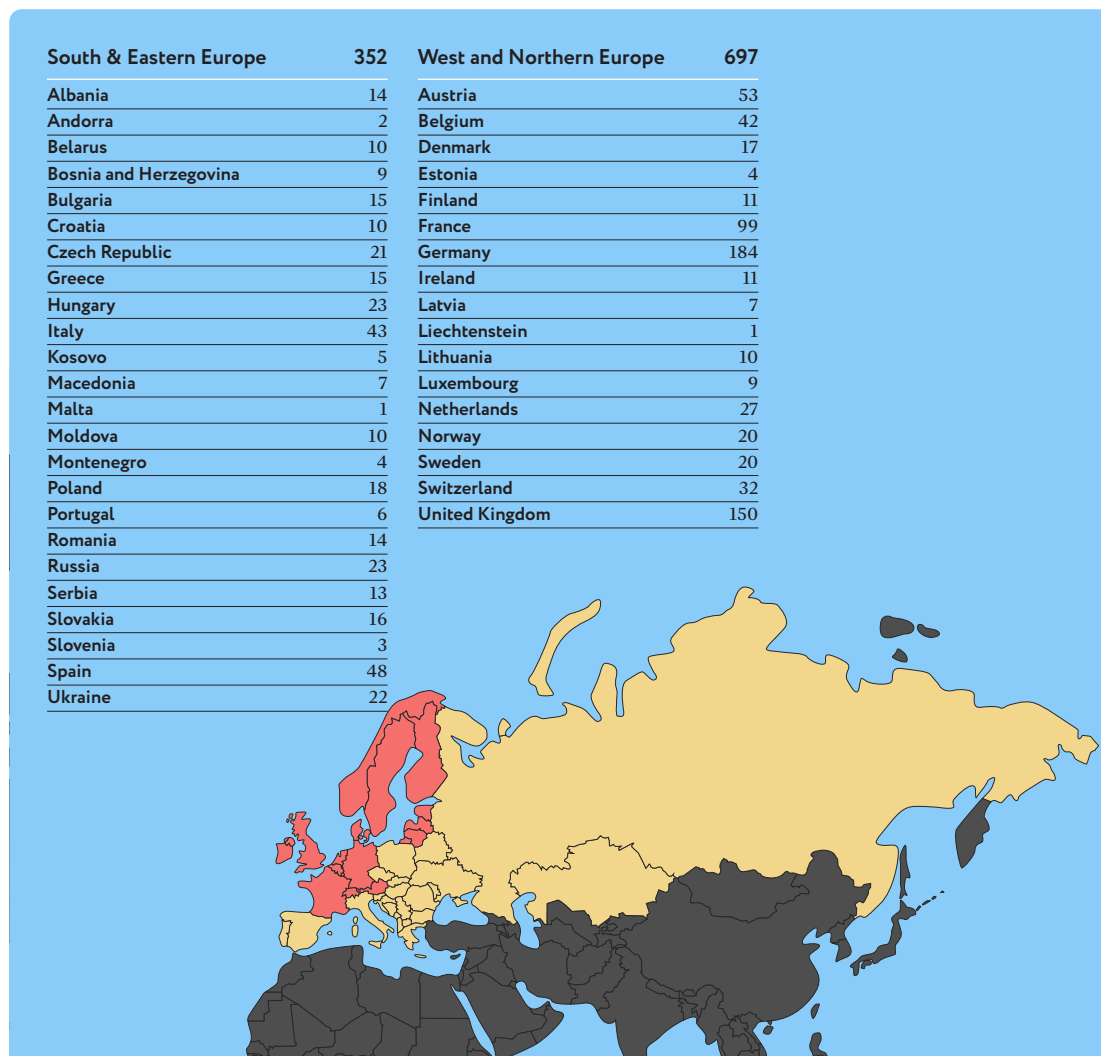 South & Eastern Europe 352
Albania 14
Andorra 2
Belarus 10
Bosnia and Herzegovina 9
Bulgaria 15
Croatia 10
Czech Republic 21
Greece 15
Hungary 23
Italy 43
Kosovo 5
Macedonia 7
Malta 1
Moldova 10
Montenegro 4
Poland 18
Portugal 6
Romania 14
Russia 23
Serbia 13
Slovakia 16
Slovenia 3
Spain 48
Ukraine 22
West and Northern Europe 697
Austria 53
Belgium 42
Denmark 17
Estonia 4
Finland 11
France 99
Germany 184
Ireland 11
Latvia 7
Liechtenstein 1
Lithuania 10
Luxembourg 9
Netherlands 27
Norway 20
Sweden 20
Switzerland 32
United Kingdom 150